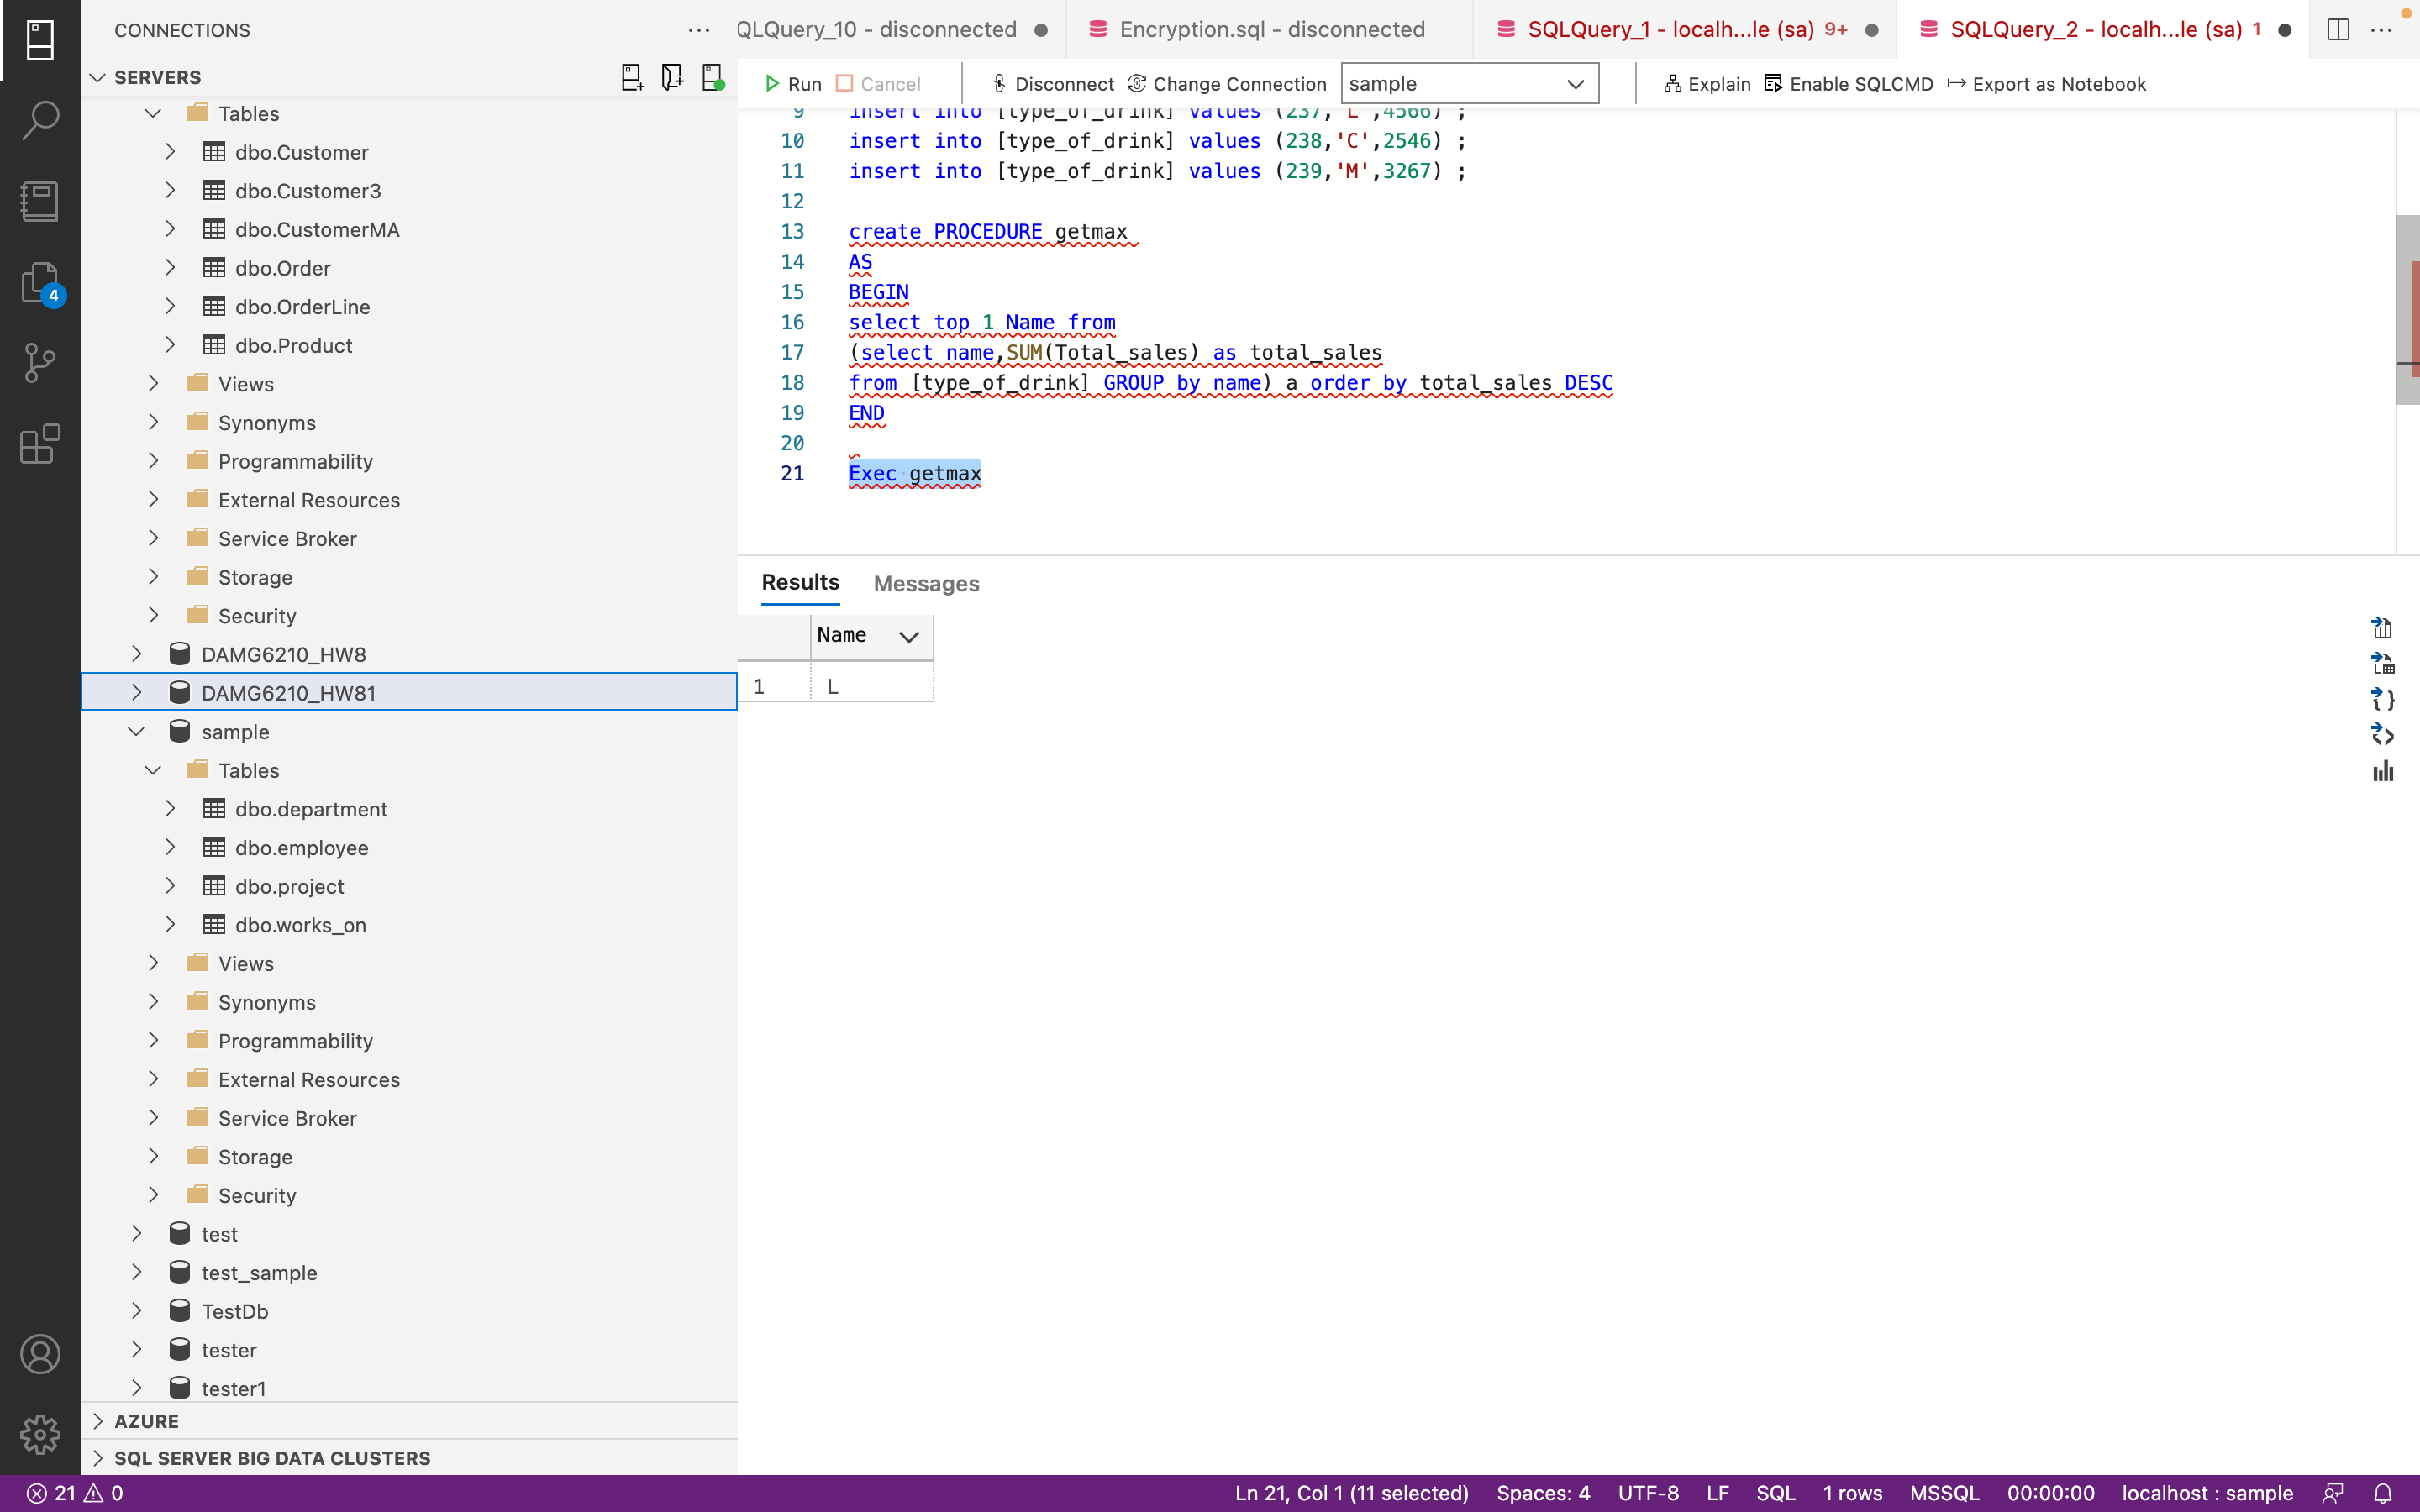 CONNECTIONS
SERVERS
Tables
dbo.Customer
dbo.Customer3
dbo.CustomerMA
dbo.Order
dbo.OrderLine
dbo.Product
Views
Synonyms
Programmability
External Resources
Service Broker
Storage
Security
DAMG6210_HW8
DAMG6210_HW81
sample
Tables
dbo.department
dbo.employee
dbo.project
dbo.works_on
Views
Synonyms
Programmability
External Resources
Service Broker
Storage
Security
test
test_sample
TestDb
tester
tester1
AZURE
SQL SERVER BIG DATA CLUSTERS
4
QLQuery_10 - disconnected
Encryption.sql - disconnected
SQLQuery_1 - localh...le (sa) 9+
SQLQuery_2 - localh...le (sa) 1
Run Cancel Disconnect Change Connection sample Explain Enable SQLCMD Export as Notebook
9 insert into [type_of_drink] values (237,'L',4566) ;
10 insert into [type_of_drink] values (238,'C',2546) ;
11 insert into [type_of_drink] values (239,'M',3267) ;
12
13 create PROCEDURE getmax
14 AS
15 BEGIN
16 select top 1 Name from
17 (select name,SUM(Total_sales) as total_sales
18 from [type_of_drink] GROUP by name) a order by total_sales DESC
19 END
20
21 Exec getmax
Results Messages
Name
1 L
21 0 Ln 21, Col 1 (11 selected) Spaces: 4 UTF-8 LF SQL 1 rows MSSQL 00:00:00 localhost : sample